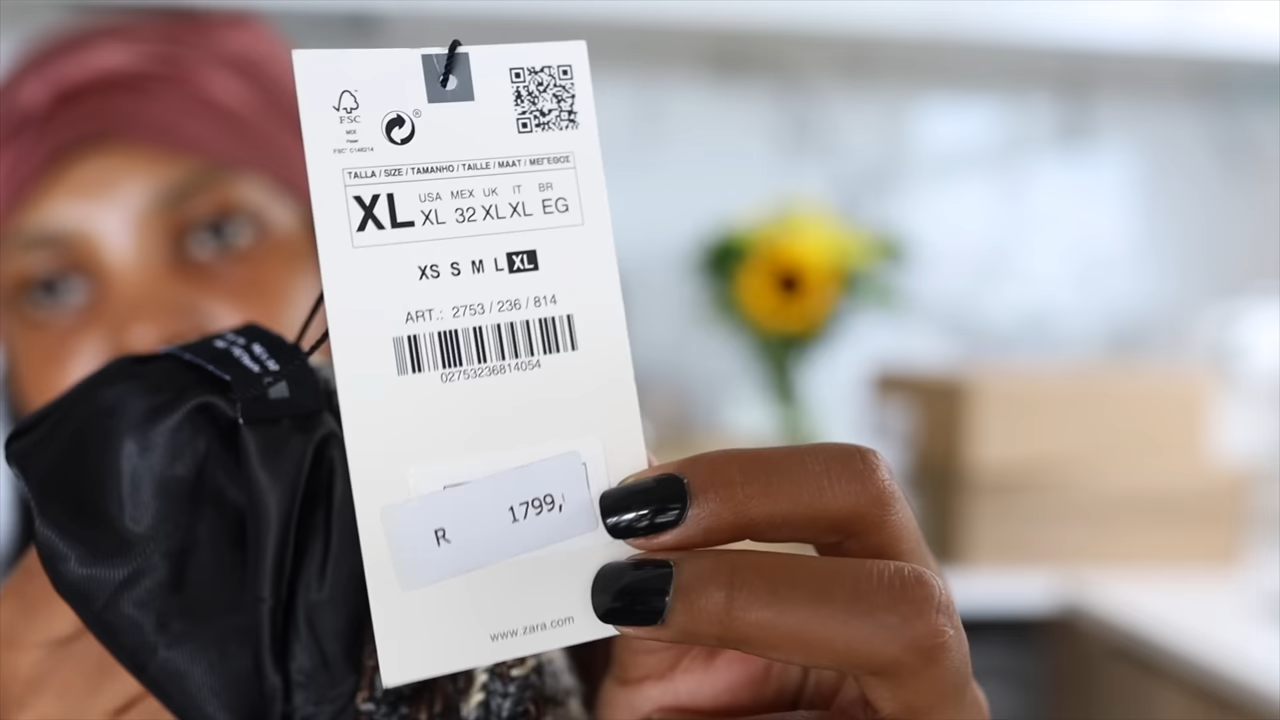 FSC
MIX
Paper
FSC® C148214
®
TALLA / SIZE / TAMANHO / TAILLE / MAAT / ΜΕΓΕΘΟΣ
XL
USA MEX UK IT BR
XL 32 XL XL EG
XS S M L XL
ART.: 2753 / 236 / 814
02753236814054
R 1799,
www.zara.com